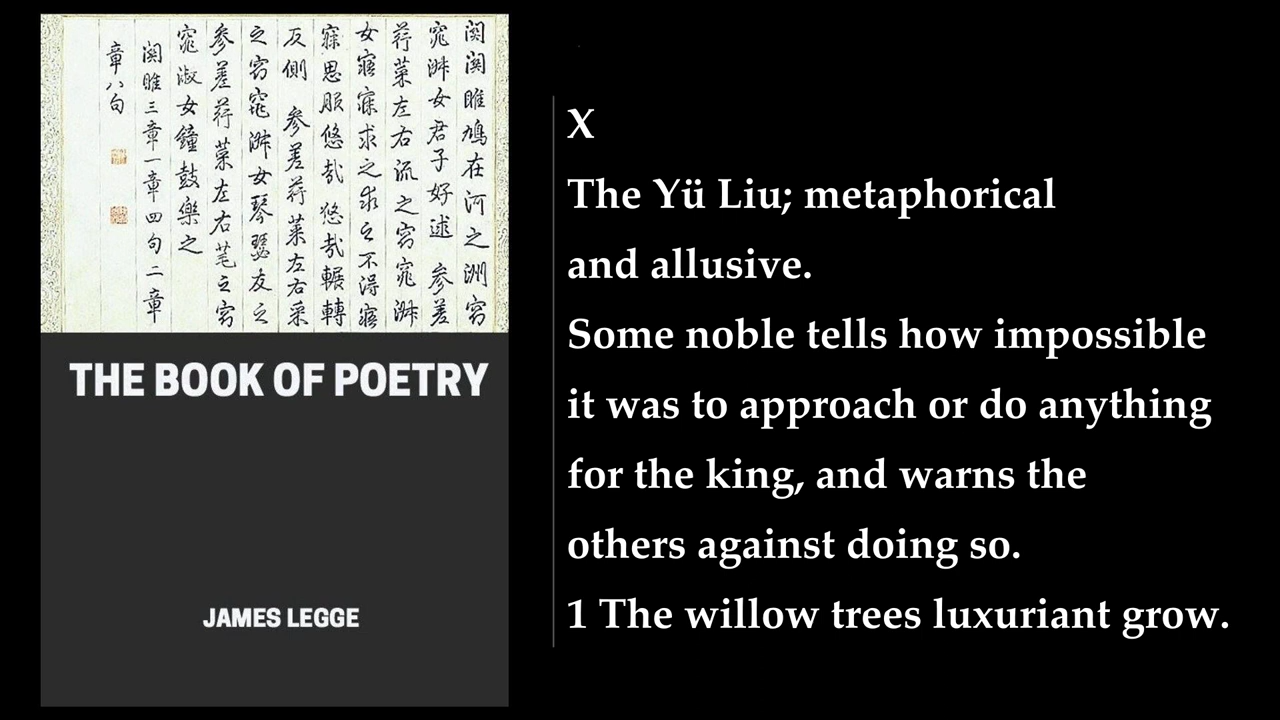 関関雎鳩在河之洲窈
窕淑女君子好逑 參差
荇菜左右流之窈窕淑
女寤寐求之求之不得寤
寐思服悠哉悠哉輾轉
反側 參差荇菜左右采
之窈窕淑女琴瑟友之
參差荇菜左右芼之窈
窕淑女鐘鼓樂之
関雎三章一章四句二章
章八句
THE BOOK OF POETRY
JAMES LEGGE
X
The Yü Liu; metaphorical
and allusive.
Some noble tells how impossible
it was to approach or do anything
for the king, and warns the
others against doing so.
1 The willow trees luxuriant grow.